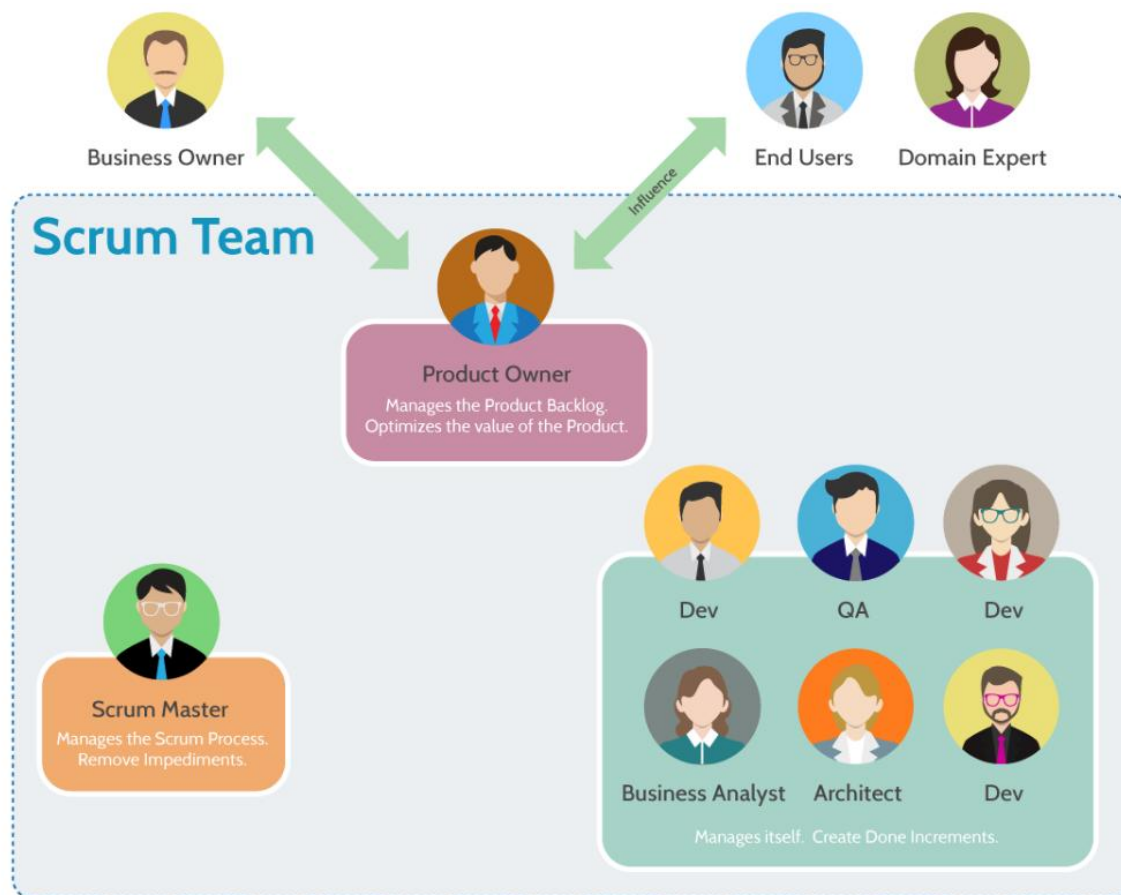 Business Owner
End Users
Domain Expert
Influence
Scrum Team
Product Owner
Manages the Product Backlog.
Optimizes the value of the Product.
Dev
QA
Dev
Scrum Master
Manages the Scrum Process.
Remove Impediments.
Business Analyst
Architect
Dev
Manages itself. Create Done Increments.